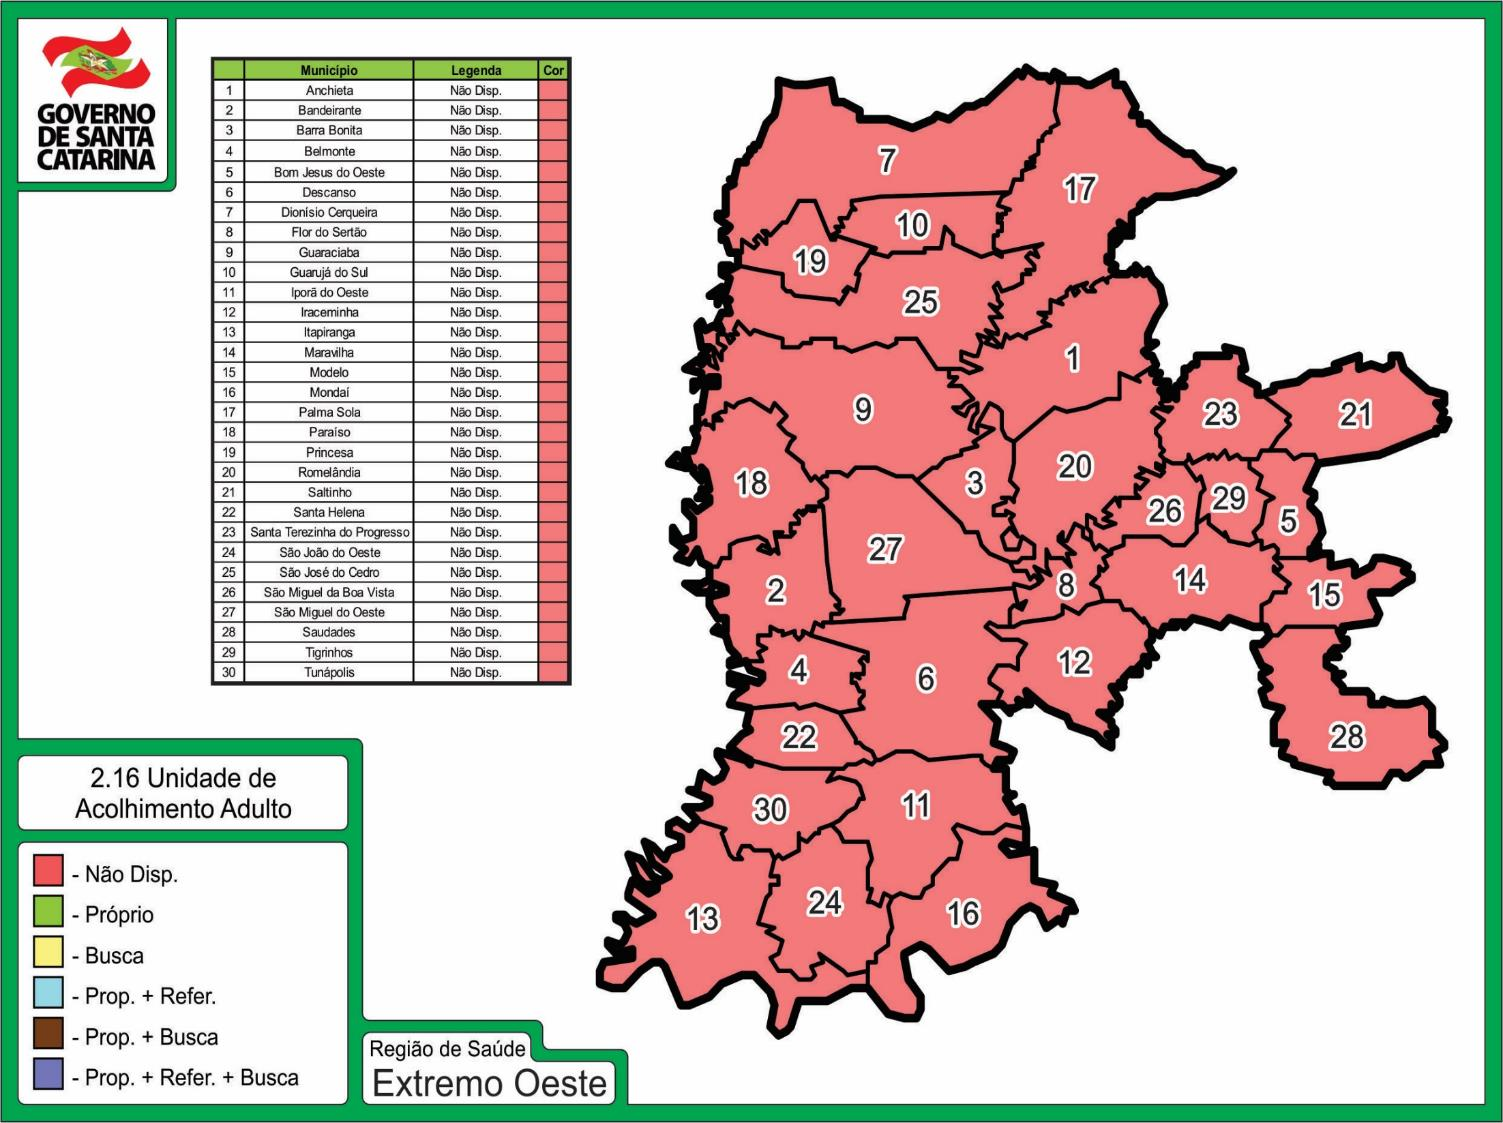 GOVERNO
DE SANTA
CATARINA
Município Legenda Cor
1 Anchieta Não Disp.
2 Bandeirante Não Disp.
3 Barra Bonita Não Disp.
4 Belmonte Não Disp.
5 Bom Jesus do Oeste Não Disp.
6 Descanso Não Disp.
7 Dionísio Cerqueira Não Disp.
8 Flor do Sertão Não Disp.
9 Guaraciaba Não Disp.
10 Guarujá do Sul Não Disp.
11 Iporã do Oeste Não Disp.
12 Iraceminha Não Disp.
13 Itapiranga Não Disp.
14 Maravilha Não Disp.
15 Modelo Não Disp.
16 Mondaí Não Disp.
17 Palma Sola Não Disp.
18 Paraíso Não Disp.
19 Princesa Não Disp.
20 Romelândia Não Disp.
21 Saltinho Não Disp.
22 Santa Helena Não Disp.
23 Santa Terezinha do Progresso Não Disp.
24 São João do Oeste Não Disp.
25 São José do Cedro Não Disp.
26 São Miguel da Boa Vista Não Disp.
27 São Miguel do Oeste Não Disp.
28 Saudades Não Disp.
29 Tigrinhos Não Disp.
30 Tunápolis Não Disp.
7
17
10
19
25
1
9
23
21
18
3
20
26
29
5
27
2
8
14
15
4
6
12
22
28
30
11
13
24
16
2.16 Unidade de
Acolhimento Adulto
- Não Disp.
- Próprio
- Busca
- Prop. + Refer.
- Prop. + Busca
- Prop. + Refer. + Busca
Região de Saúde
Extremo Oeste